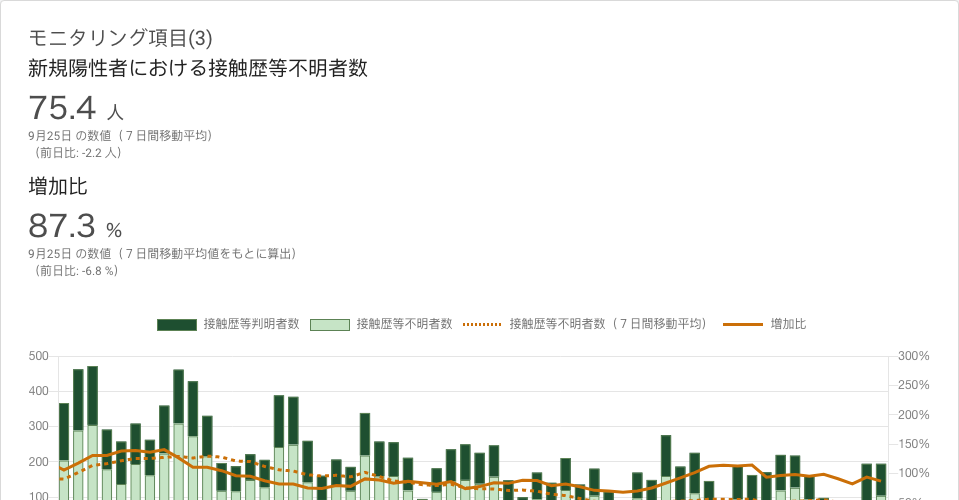 モニタリング項目(3)
新規陽性者における接触歴等不明者数
75.4 人
9月25日 の数値（７日間移動平均）
（前日比: -2.2 人）
増加比
87.3 %
9月25日 の数値（７日間移動平均値をもとに算出）
（前日比: -6.8 %）
接触歴等判明者数 接触歴等不明者数 接触歴等不明者数（７日間移動平均） 増加比
500 300%
250%
400
200%
300
150%
200
100%
100